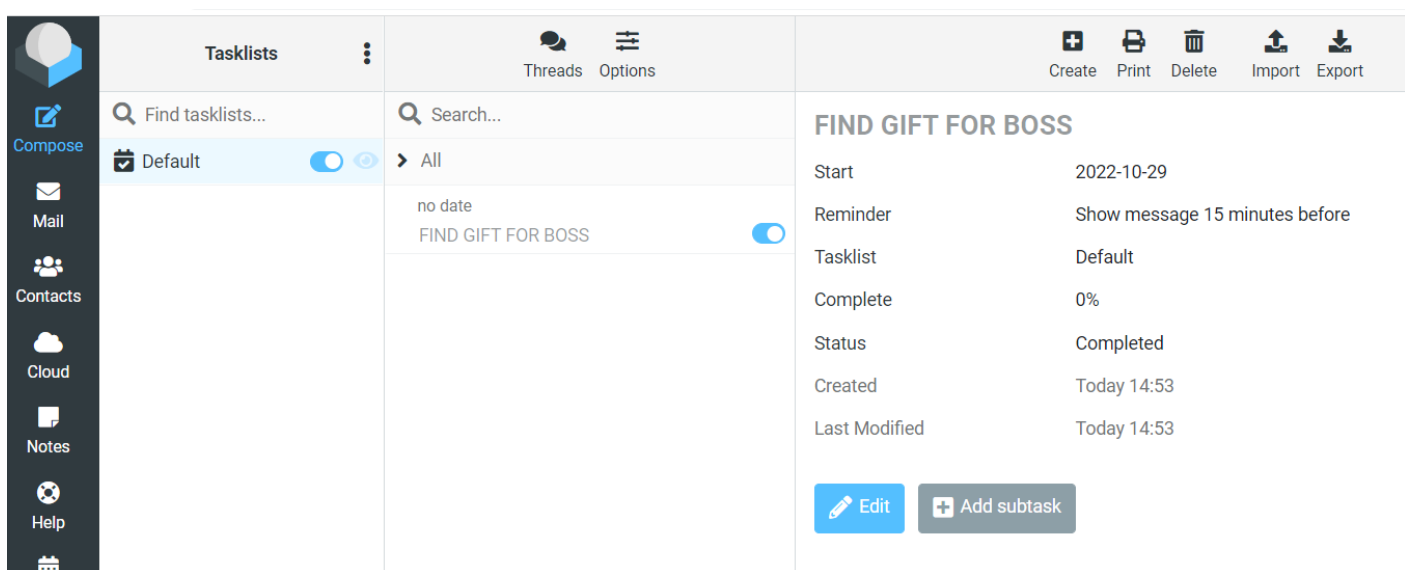 Compose
Mail
Contacts
Cloud
Notes
Help
Tasklists
Find tasklists...
Default
Threads Options
Search...
All
no date
FIND GIFT FOR BOSS
Create Print Delete Import Export
FIND GIFT FOR BOSS
Start 2022-10-29
Reminder Show message 15 minutes before
Tasklist Default
Complete 0%
Status Completed
Created Today 14:53
Last Modified Today 14:53
Edit Add subtask